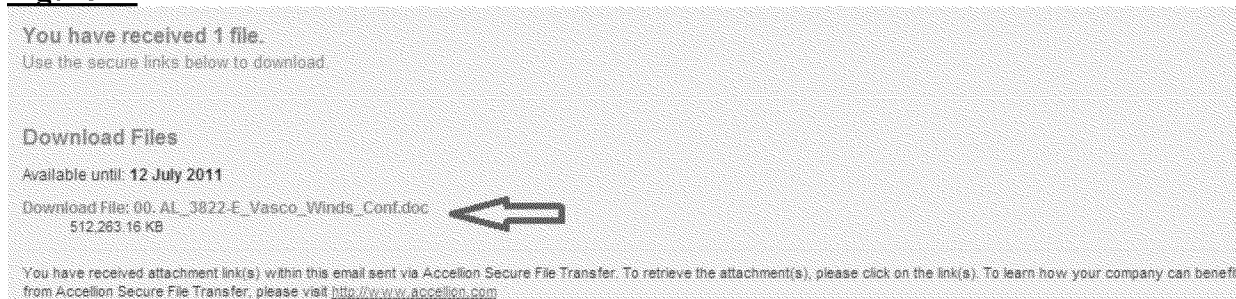 You have received 1 file.
Use the secure links below to download
Download Files
Available until: 12 July 2011
Download File: 00. AL_3822-E_Vasco_Winds_Conf.doc
512,263.16 KB
You have received attachment link(s) within this email sent via Accellion Secure File Transfer. To retrieve the attachment(s), please click on the link(s). To learn how your company can benefit
from Accellion Secure File Transfer, please visit http://www.accellion.com